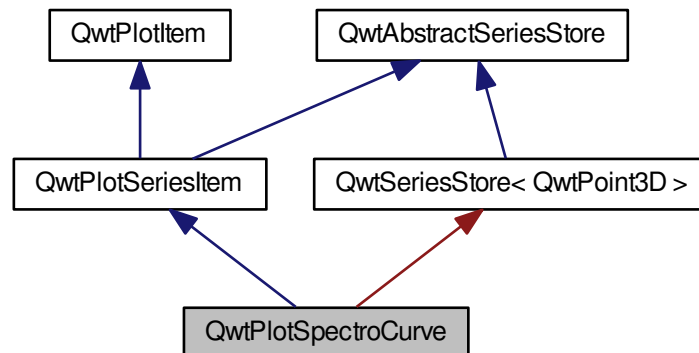 QwtPlotItem
QwtAbstractSeriesStore
QwtPlotSeriesItem
QwtSeriesStore< QwtPoint3D >
QwtPlotSpectroCurve